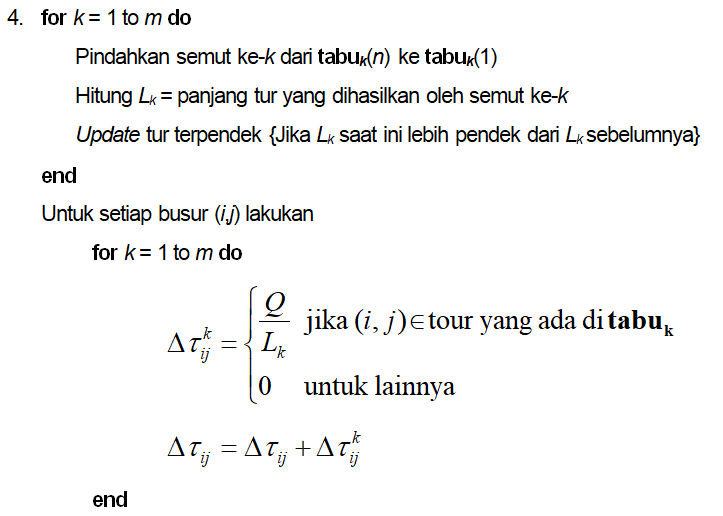 4. for k = 1 to m do
Pindahkan semut ke-k dari tabuₖ(n) ke tabuₖ(1)
Hitung Lₖ = panjang tur yang dihasilkan oleh semut ke-k
Update tur terpendek {Jika Lₖ saat ini lebih pendek dari Lₖ sebelumnya}
end
Untuk setiap busur (i,j) lakukan
for k = 1 to m do
Δτᵢⱼᵏ = { Q/Lₖ jika (i, j)∈tour yang ada di tabuₖ
0 untuk lainnya
Δτᵢⱼ = Δτᵢⱼ + Δτᵢⱼᵏ
end